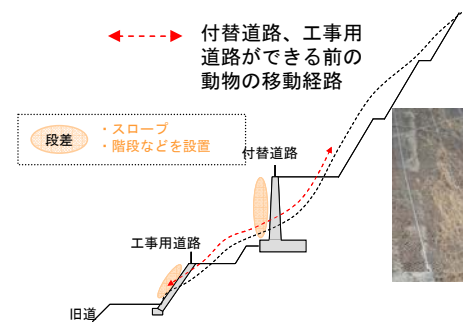 付替道路、工事用
道路ができる前の
動物の移動経路
段差
・スロープ
・階段などを設置
付替道路
工事用道路
旧道